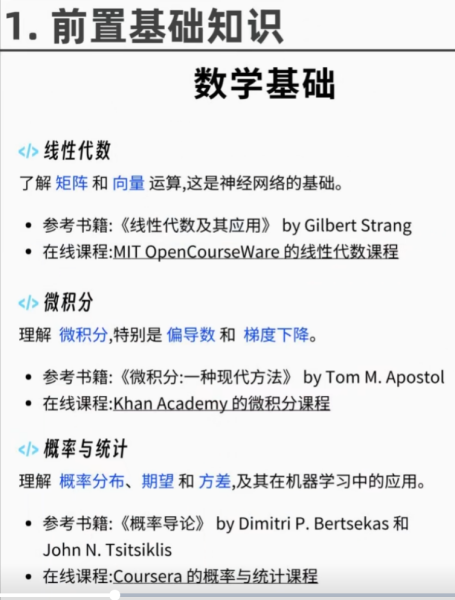 1. 前置基础知识
数学基础
</> 线性代数
了解 矩阵 和 向量 运算,这是神经网络的基础。
• 参考书籍:《线性代数及其应用》 by Gilbert Strang
• 在线课程:MIT OpenCourseWare 的线性代数课程
</> 微积分
理解 微积分,特别是 偏导数 和 梯度下降。
• 参考书籍:《微积分:一种现代方法》 by Tom M. Apostol
• 在线课程:Khan Academy 的微积分课程
</> 概率与统计
理解 概率分布、期望 和 方差,及其在机器学习中的应用。
• 参考书籍:《概率导论》 by Dimitri P. Bertsekas 和
John N. Tsitsiklis
• 在线课程:Coursera 的概率与统计课程